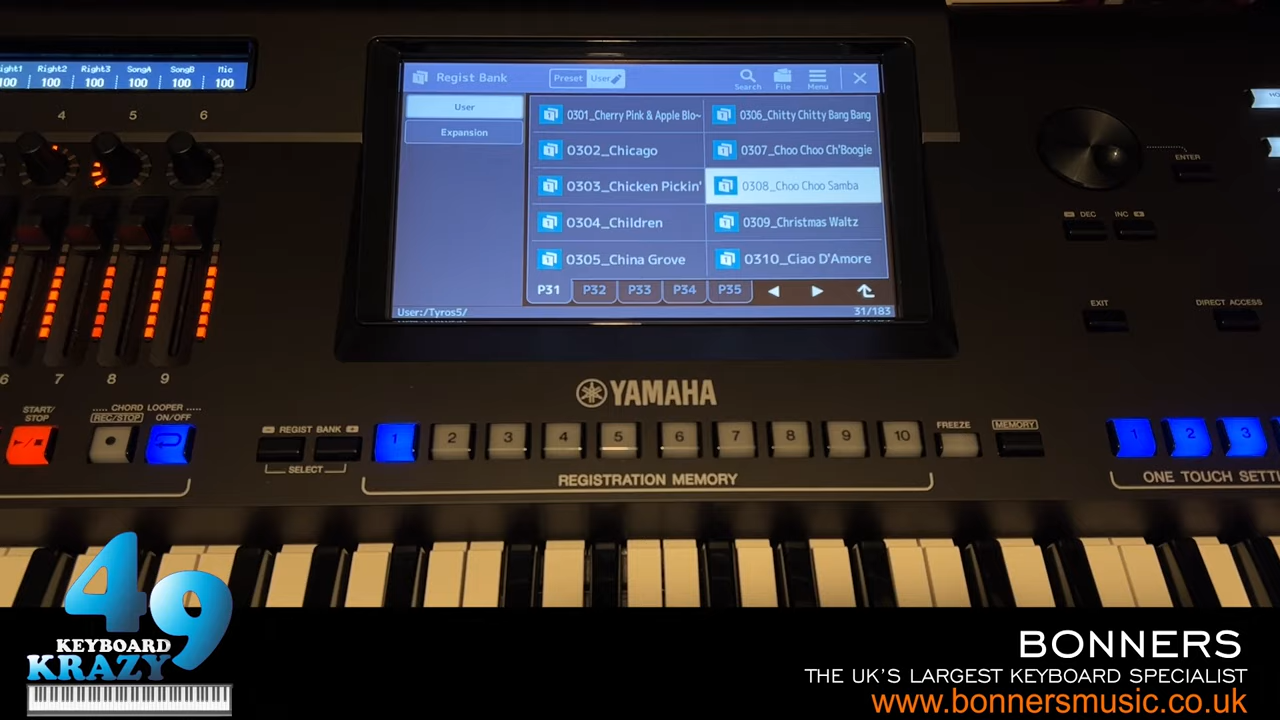 ight1 Right2 Right3 SongA SongB Mic
100 100 100 100 100 100
4 5 6
Regist Bank
Preset User
Search File Menu
User
Expansion
0301_Cherry Pink & Apple Blo~
0302_Chicago
0303_Chicken Pickin'
0304_Children
0305_China Grove
0306_Chitty Chitty Bang Bang
0307_Choo Choo Ch'Boogie
0308_Choo Choo Samba
0309_Christmas Waltz
0310_Ciao D'Amore
P31 P32 P33 P34 P35
User:/Tyros5/ 31/183
ENTER
DEC INC
EXIT DIRECT ACCESS
6 7 8 9
YAMAHA
START/
STOP
CHORD LOOPER
REC/STOP ON/OFF
REGIST BANK
SELECT
1 2 3 4 5 6 7 8 9 10
FREEZE MEMORY
REGISTRATION MEMORY
1 2 3
ONE TOUCH SETTI
49
KEYBOARD
KRAZY
BONNERS
THE UK'S LARGEST KEYBOARD SPECIALIST
www.bonnersmusic.co.uk